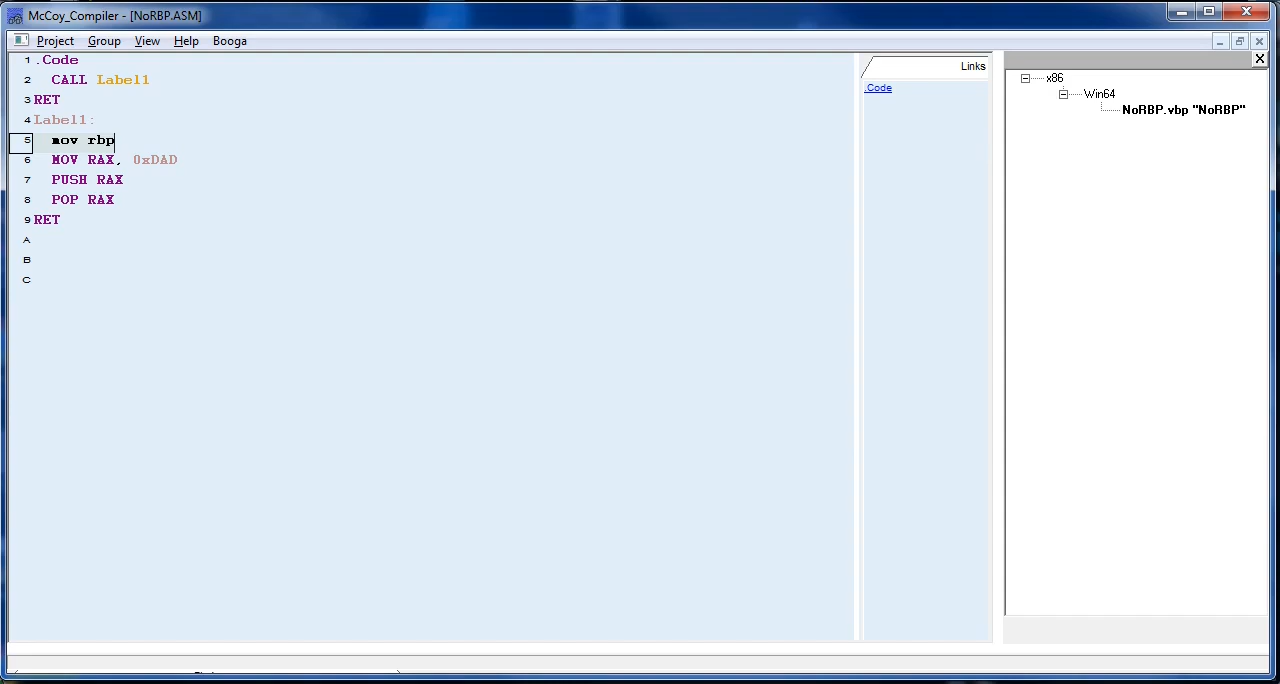 McCoy_Compiler - [NoRBP.ASM]
Project Group View Help Booga
1 .Code
2 CALL Label1
3 RET
4 Label1:
5 mov rbp
6 MOV RAX, 0xDAD
7 PUSH RAX
8 POP RAX
9 RET
A
B
C
Links
.Code
X
x86
Win64
NoRBP.vbp "NoRBP"